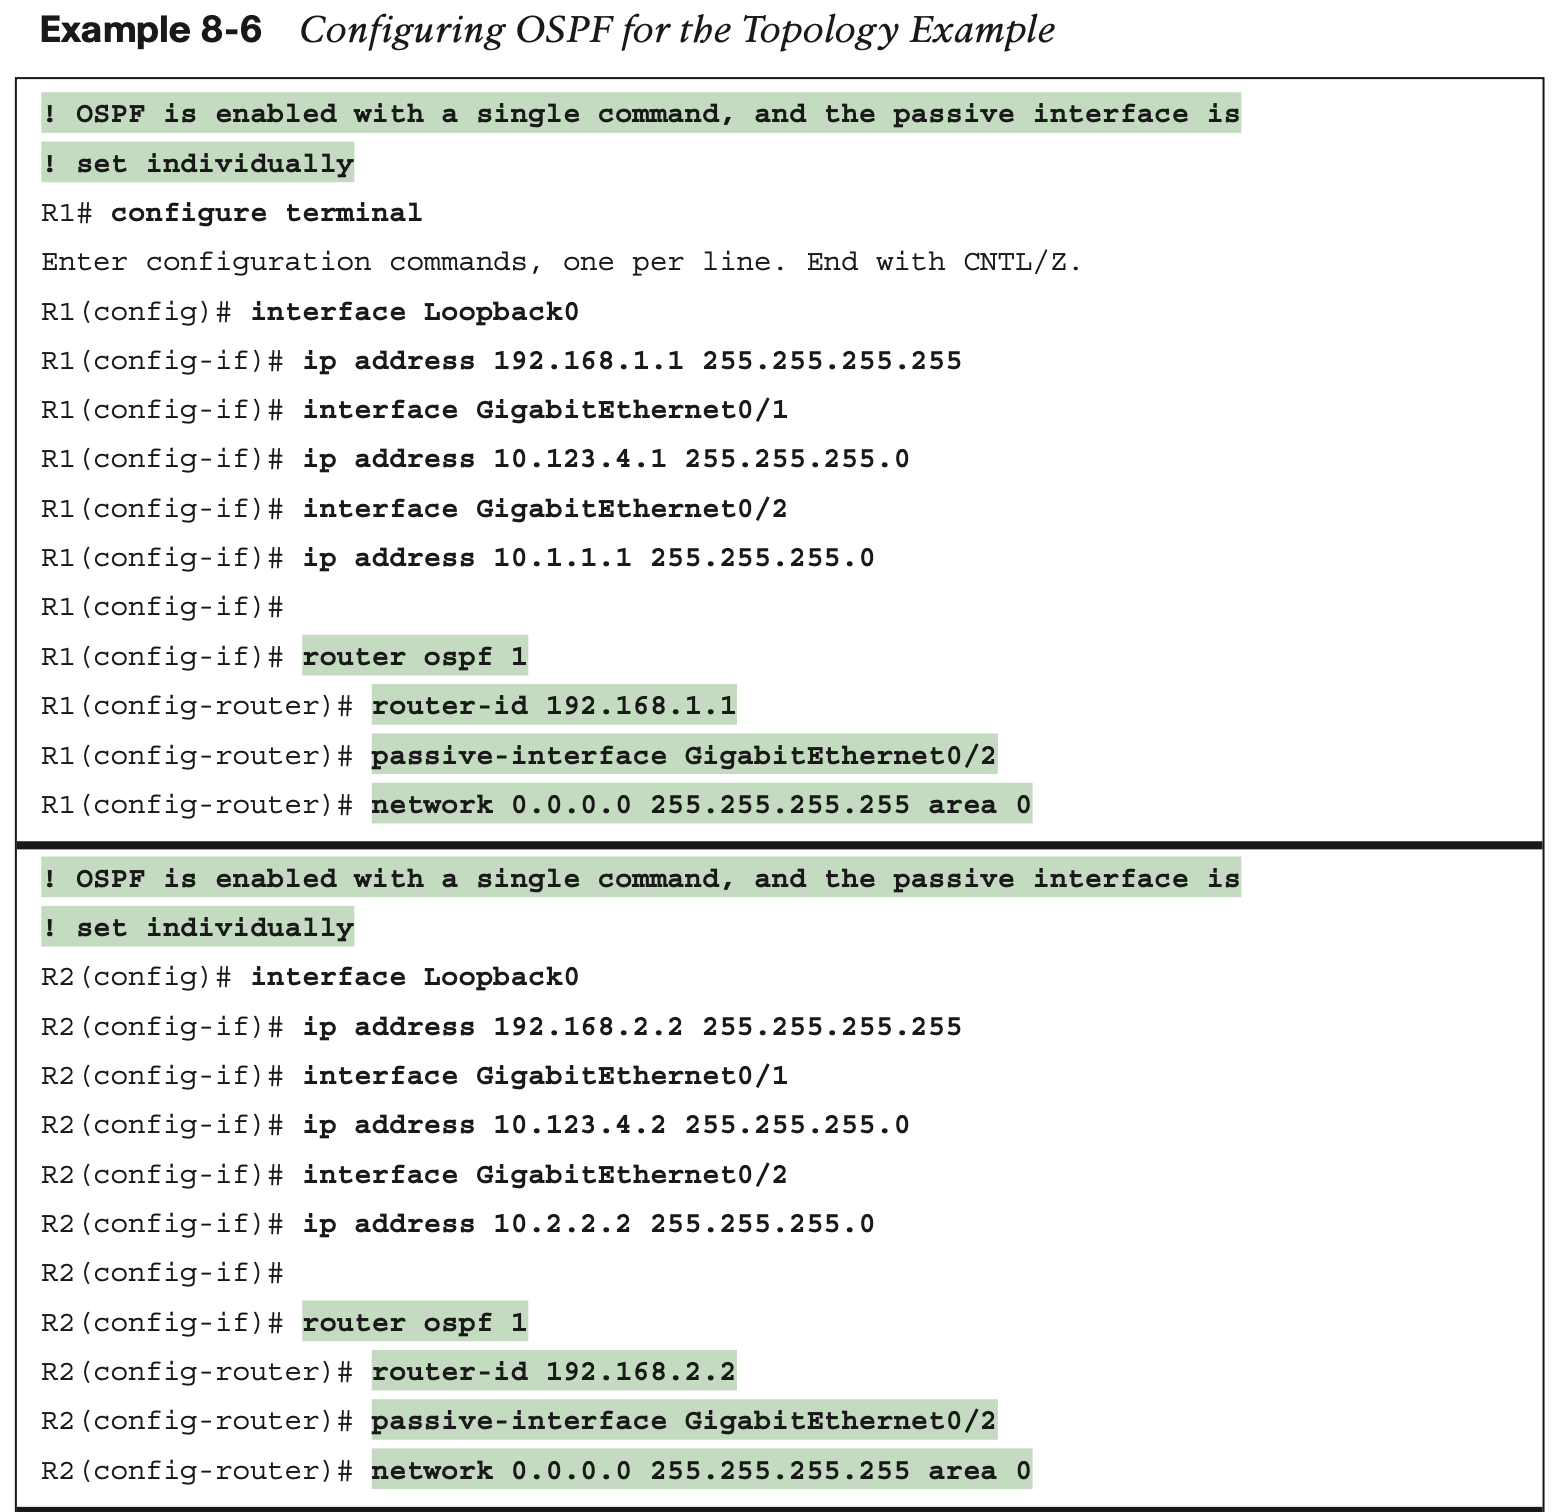 Example 8-6 Configuring OSPF for the Topology Example
! OSPF is enabled with a single command, and the passive interface is
! set individually
R1# configure terminal
Enter configuration commands, one per line. End with CNTL/Z.
R1(config)# interface Loopback0
R1(config-if)# ip address 192.168.1.1 255.255.255.255
R1(config-if)# interface GigabitEthernet0/1
R1(config-if)# ip address 10.123.4.1 255.255.255.0
R1(config-if)# interface GigabitEthernet0/2
R1(config-if)# ip address 10.1.1.1 255.255.255.0
R1(config-if)#
R1(config-if)# router ospf 1
R1(config-router)# router-id 192.168.1.1
R1(config-router)# passive-interface GigabitEthernet0/2
R1(config-router)# network 0.0.0.0 255.255.255.255 area 0
! OSPF is enabled with a single command, and the passive interface is
! set individually
R2(config)# interface Loopback0
R2(config-if)# ip address 192.168.2.2 255.255.255.255
R2(config-if)# interface GigabitEthernet0/1
R2(config-if)# ip address 10.123.4.2 255.255.255.0
R2(config-if)# interface GigabitEthernet0/2
R2(config-if)# ip address 10.2.2.2 255.255.255.0
R2(config-if)#
R2(config-if)# router ospf 1
R2(config-router)# router-id 192.168.2.2
R2(config-router)# passive-interface GigabitEthernet0/2
R2(config-router)# network 0.0.0.0 255.255.255.255 area 0